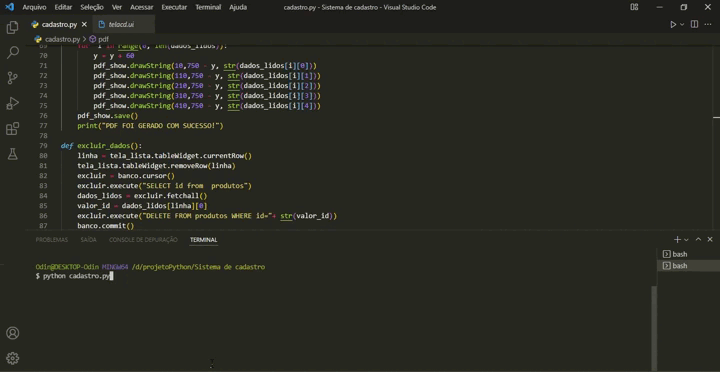 Arquivo Editar Seleção Ver Acessar Executar Terminal Ajuda cadastro.py - Sistema de cadastro - Visual Studio Code
cadastro.py telacd.ui
cadastro.py > pdf
69 for i in range(0, len(dados_lidos)):
70 y = y + 60
71 pdf_show.drawString(10,750 - y, str(dados_lidos[i][0]))
72 pdf_show.drawString(110,750 - y, str(dados_lidos[i][1]))
73 pdf_show.drawString(210,750 - y, str(dados_lidos[i][2]))
74 pdf_show.drawString(310,750 - y, str(dados_lidos[i][3]))
75 pdf_show.drawString(410,750 - y, str(dados_lidos[i][4]))
76 pdf_show.save()
77 print("PDF FOI GERADO COM SUCESSO!")
78
79 def excluir_dados():
80 linha = tela_lista.tableWidget.currentRow()
81 tela_lista.tableWidget.removeRow(linha)
82 excluir = banco.cursor()
83 excluir.execute("SELECT id from produtos")
84 dados_lidos = excluir.fetchall()
85 valor_id = dados_lidos[linha][0]
86 excluir.execute("DELETE FROM produtos WHERE id="+ str(valor_id))
87 banco.commit()
PROBLEMAS SAÍDA CONSOLE DE DEPURAÇÃO TERMINAL
bash
bash
Odin@DESKTOP-Odin MINGW64 /d/projetoPython/Sistema de cadastro
$ python cadastro.py